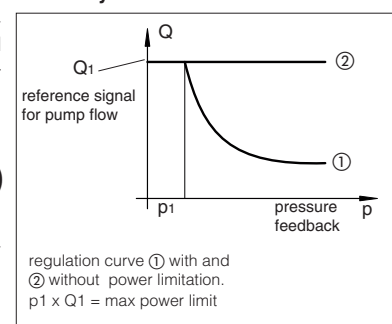 Q
Q1
②
reference signal
for pump flow
①
p1
pressure
feedback
p
regulation curve ① with and
② without power limitation.
p1 x Q1 = max power limit